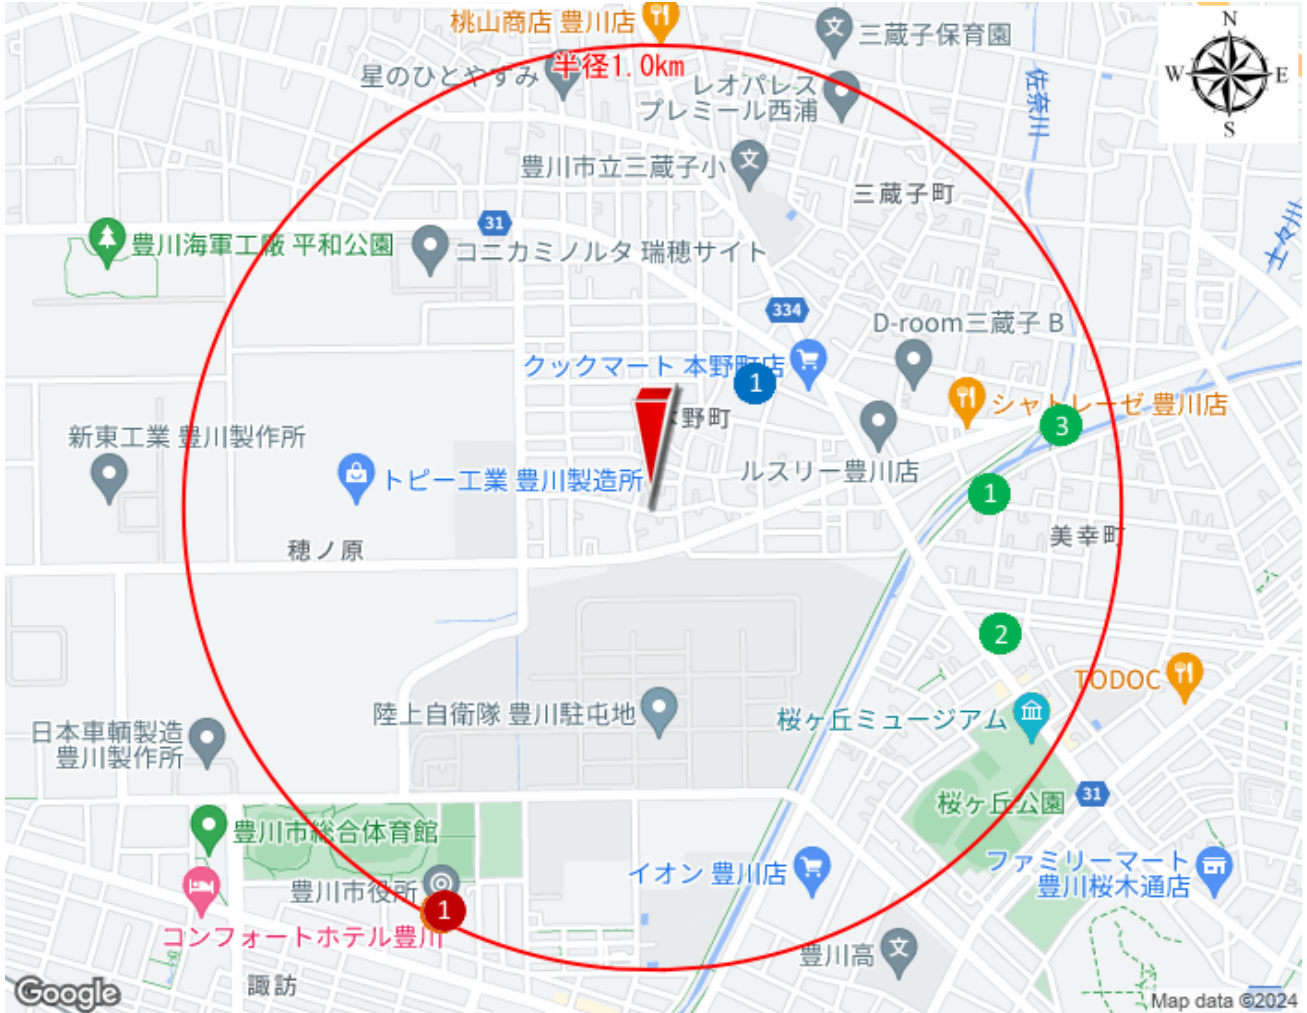 桃山商店 豊川店
三蔵子保育園
N
W E
S
星のひとやすみ
半径1.0km
レオパレス
プレミール西浦
佐奈川
豊川市立三蔵子小
三蔵子町
31
豊川海軍工廠 平和公園
コニカミノルタ 瑞穂サイト
334
D-room三蔵子 B
クックマート 本野町店
1
シャトレーゼ 豊川店
3
本野町
新東工業 豊川製作所
トピー工業 豊川製造所
ルスリー豊川店
1
美幸町
穂ノ原
2
TODOC
陸上自衛隊 豊川駐屯地
桜ヶ丘ミュージアム
日本車輌製造
豊川製作所
31
桜ヶ丘公園
豊川市総合体育館
イオン 豊川店
ファミリーマート
豊川桜木通店
豊川市役所
1
コンフォートホテル豊川
豊川高
諏訪
Google
Map data ©2024